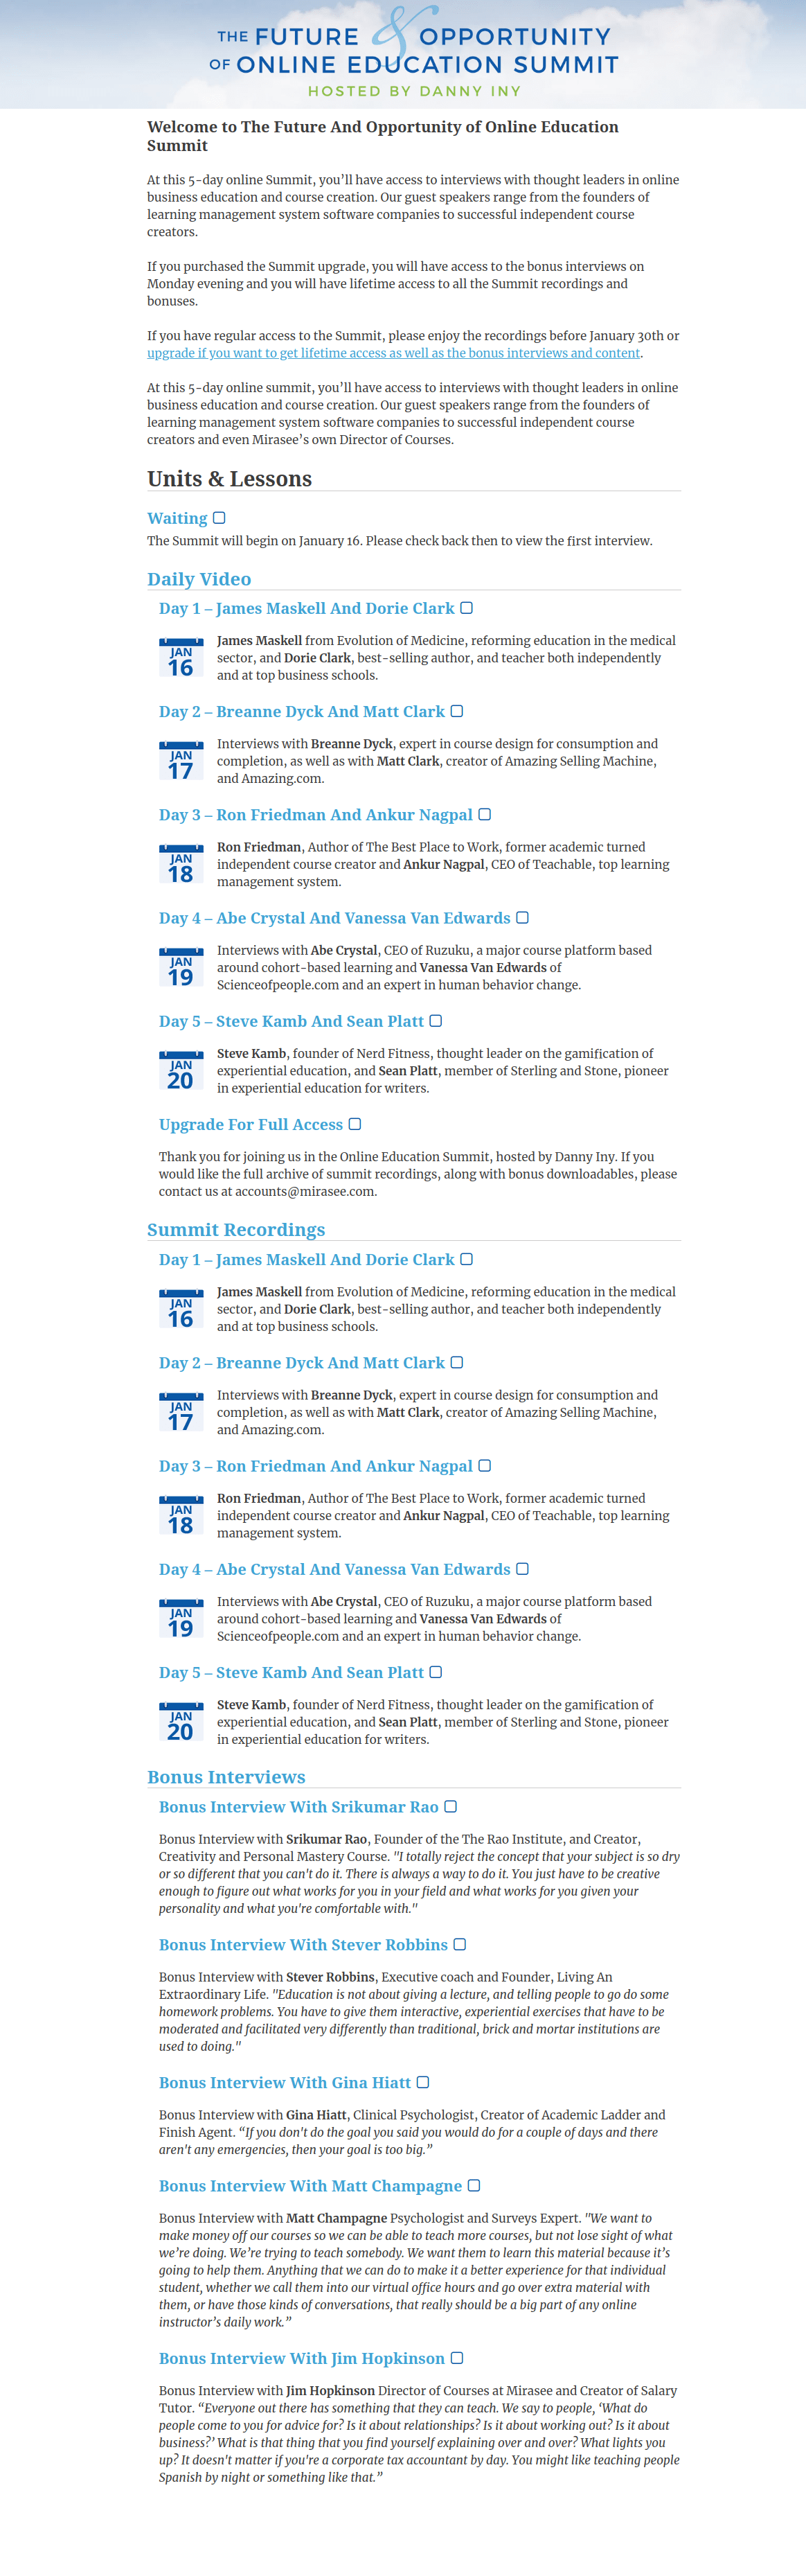 THE FUTURE & OPPORTUNITY
OF ONLINE EDUCATION SUMMIT
HOSTED BY DANNY INY
Welcome to The Future And Opportunity of Online Education
Summit
At this 5-day online Summit, you’ll have access to interviews with thought leaders in online
business education and course creation. Our guest speakers range from the founders of
learning management system software companies to successful independent course
creators.
If you purchased the Summit upgrade, you will have access to the bonus interviews on
Monday evening and you will have lifetime access to all the Summit recordings and
bonuses.
If you have regular access to the Summit, please enjoy the recordings before January 30th or
upgrade if you want to get lifetime access as well as the bonus interviews and content.
At this 5-day online summit, you’ll have access to interviews with thought leaders in online
business education and course creation. Our guest speakers range from the founders of
learning management system software companies to successful independent course
creators and even Mirasee’s own Director of Courses.
Units & Lessons
Waiting
The Summit will begin on January 16. Please check back then to view the first interview.
Daily Video
Day 1 – James Maskell And Dorie Clark
JAN
16
James Maskell from Evolution of Medicine, reforming education in the medical
sector, and Dorie Clark, best-selling author, and teacher both independently
and at top business schools.
Day 2 – Breanne Dyck And Matt Clark
JAN
17
Interviews with Breanne Dyck, expert in course design for consumption and
completion, as well as with Matt Clark, creator of Amazing Selling Machine,
and Amazing.com.
Day 3 – Ron Friedman And Ankur Nagpal
JAN
18
Ron Friedman, Author of The Best Place to Work, former academic turned
independent course creator and Ankur Nagpal, CEO of Teachable, top learning
management system.
Day 4 – Abe Crystal And Vanessa Van Edwards
JAN
19
Interviews with Abe Crystal, CEO of Ruzuku, a major course platform based
around cohort-based learning and Vanessa Van Edwards of
Scienceofpeople.com and an expert in human behavior change.
Day 5 – Steve Kamb And Sean Platt
JAN
20
Steve Kamb, founder of Nerd Fitness, thought leader on the gamification of
experiential education, and Sean Platt, member of Sterling and Stone, pioneer
in experiential education for writers.
Upgrade For Full Access
Thank you for joining us in the Online Education Summit, hosted by Danny Iny. If you
would like the full archive of summit recordings, along with bonus downloadables, please
contact us at accounts@mirasee.com.
Summit Recordings
Day 1 – James Maskell And Dorie Clark
JAN
16
James Maskell from Evolution of Medicine, reforming education in the medical
sector, and Dorie Clark, best-selling author, and teacher both independently
and at top business schools.
Day 2 – Breanne Dyck And Matt Clark
JAN
17
Interviews with Breanne Dyck, expert in course design for consumption and
completion, as well as with Matt Clark, creator of Amazing Selling Machine,
and Amazing.com.
Day 3 – Ron Friedman And Ankur Nagpal
JAN
18
Ron Friedman, Author of The Best Place to Work, former academic turned
independent course creator and Ankur Nagpal, CEO of Teachable, top learning
management system.
Day 4 – Abe Crystal And Vanessa Van Edwards
JAN
19
Interviews with Abe Crystal, CEO of Ruzuku, a major course platform based
around cohort-based learning and Vanessa Van Edwards of
Scienceofpeople.com and an expert in human behavior change.
Day 5 – Steve Kamb And Sean Platt
JAN
20
Steve Kamb, founder of Nerd Fitness, thought leader on the gamification of
experiential education, and Sean Platt, member of Sterling and Stone, pioneer
in experiential education for writers.
Bonus Interviews
Bonus Interview With Srikumar Rao
Bonus Interview with Srikumar Rao, Founder of the The Rao Institute, and Creator,
Creativity and Personal Mastery Course. "I totally reject the concept that your subject is so dry
or so different that you can't do it. There is always a way to do it. You just have to be creative
enough to figure out what works for you in your field and what works for you given your
personality and what you're comfortable with."
Bonus Interview With Stever Robbins
Bonus Interview with Stever Robbins, Executive coach and Founder, Living An
Extraordinary Life. "Education is not about giving a lecture, and telling people to go do some
homework problems. You have to give them interactive, experiential exercises that have to be
moderated and facilitated very differently than traditional, brick and mortar institutions are
used to doing."
Bonus Interview With Gina Hiatt
Bonus Interview with Gina Hiatt, Clinical Psychologist, Creator of Academic Ladder and
Finish Agent. “If you don't do the goal you said you would do for a couple of days and there
aren't any emergencies, then your goal is too big.”
Bonus Interview With Matt Champagne
Bonus Interview with Matt Champagne Psychologist and Surveys Expert. "We want to
make money off our courses so we can be able to teach more courses, but not lose sight of what
we’re doing. We’re trying to teach somebody. We want them to learn this material because it’s
going to help them. Anything that we can do to make it a better experience for that individual
student, whether we call them into our virtual office hours and go over extra material with
them, or have those kinds of conversations, that really should be a big part of any online
instructor’s daily work.”
Bonus Interview With Jim Hopkinson
Bonus Interview with Jim Hopkinson Director of Courses at Mirasee and Creator of Salary
Tutor. “Everyone out there has something that they can teach. We say to people, ‘What do
people come to you for advice for? Is it about relationships? Is it about working out? Is it about
business?’ What is that thing that you find yourself explaining over and over? What lights you
up? It doesn't matter if you're a corporate tax accountant by day. You might like teaching people
Spanish by night or something like that.”